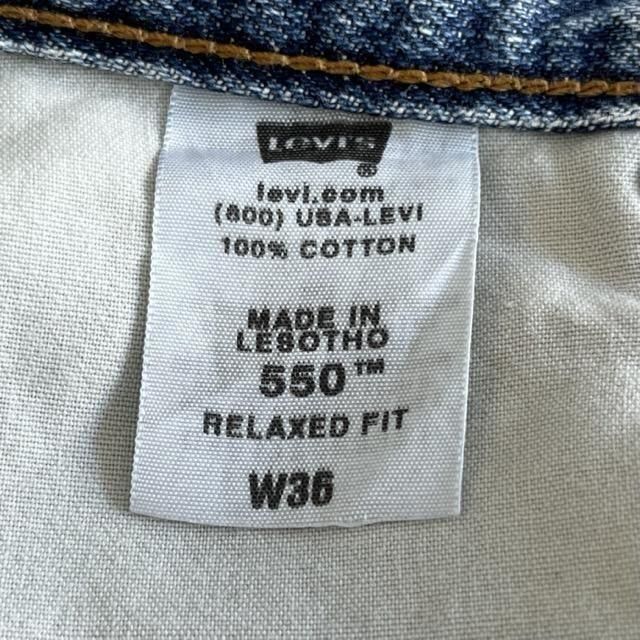 Levi's
®
levi.com
(800) USA-LEVI
100% COTTON
MADE IN
LESOTHO
550™
RELAXED FIT
W36